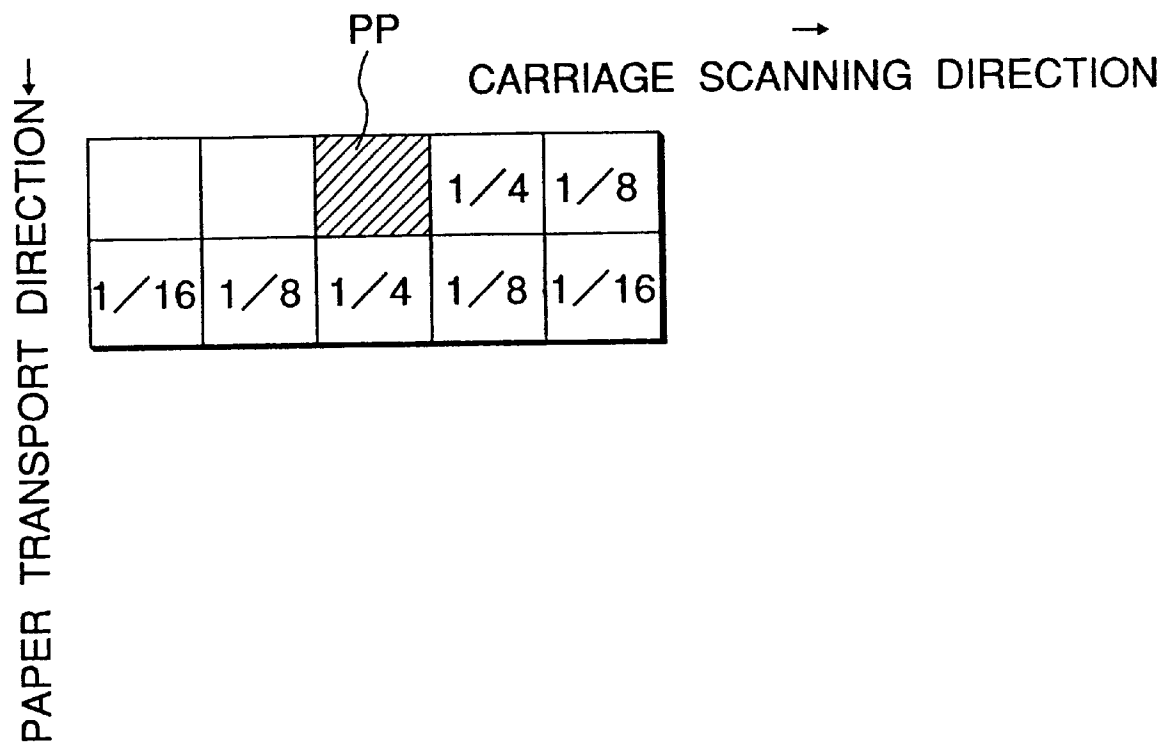 PP
→
CARRIAGE SCANNING DIRECTION
PAPER TRANSPORT DIRECTION→
1/4 1/8
1/16 1/8 1/4 1/8 1/16